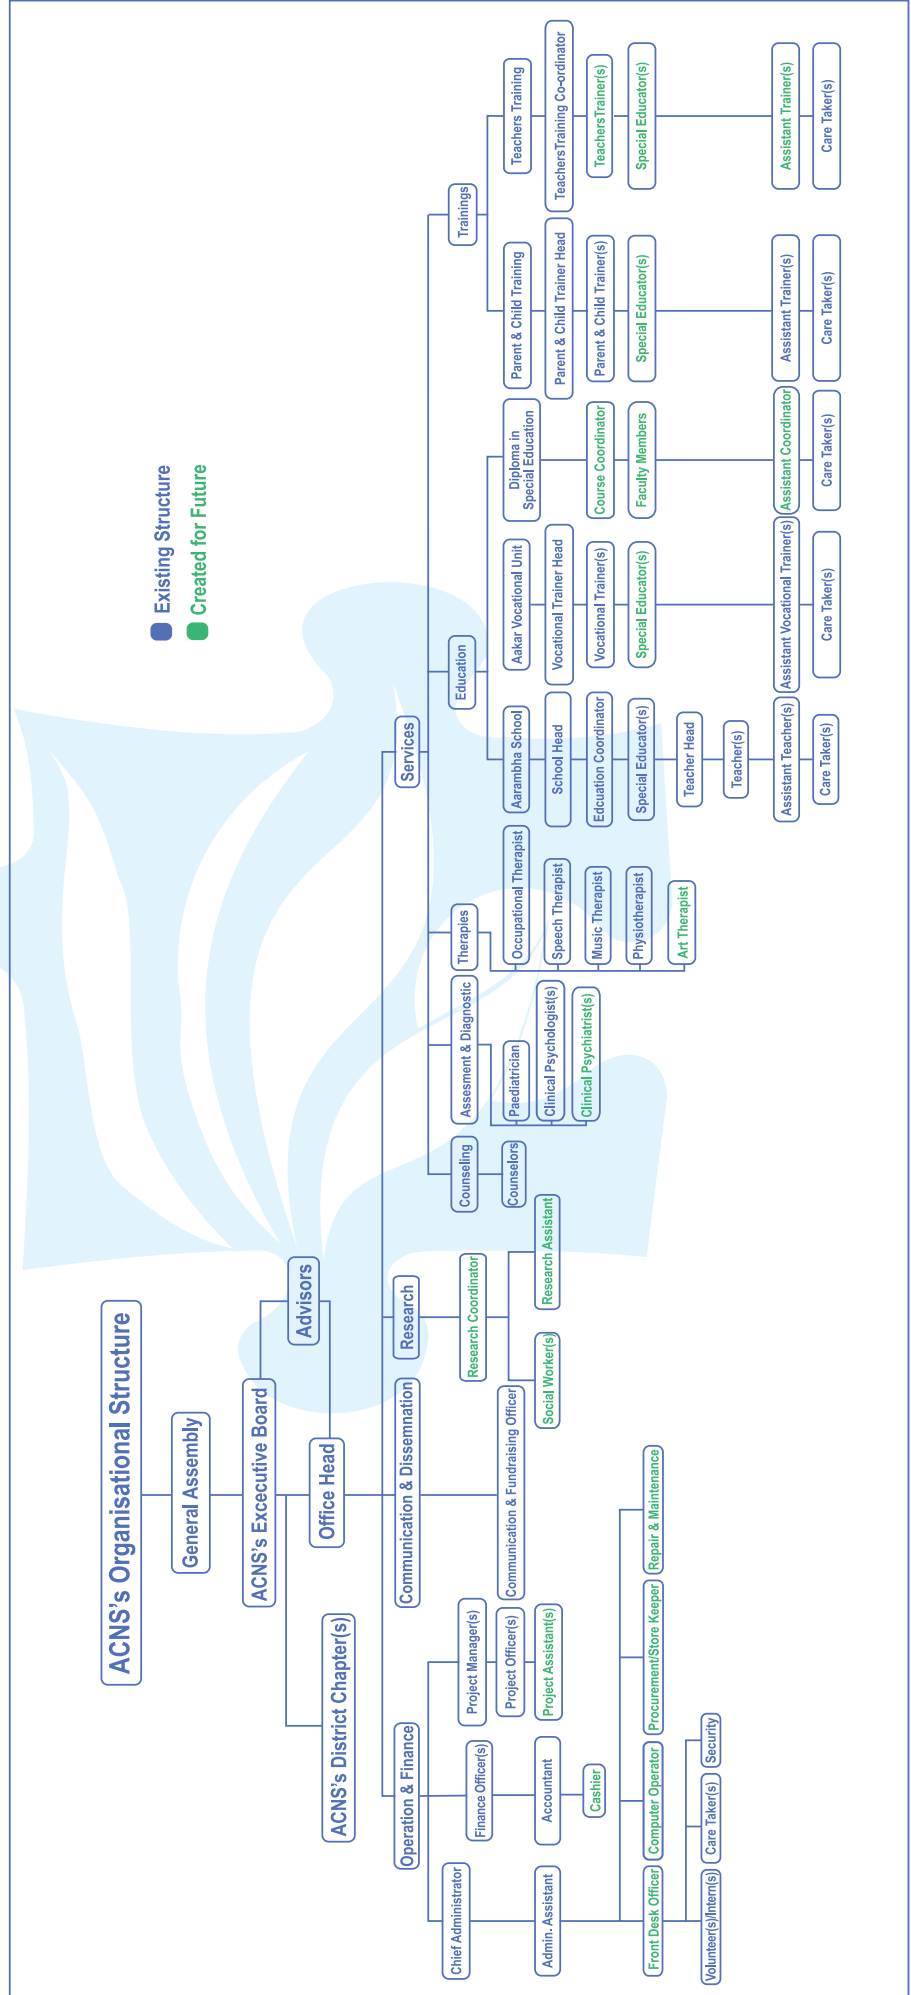 ACNS's Organisational Structure
Existing Structure
Created for Future
General Assembly
ACNS's Excecutive Board
Advisors
Office Head
ACNS's District Chapter(s)
Operation & Finance
Communication & Dissemnation
Research
Services
Chief Administrator
Admin. Assistant
Front Desk Officer
Computer Operator
Procurement/Store Keeper
Repair & Maintenance
Volunteer(s)/Intern(s)
Care Taker(s)
Security
Finance Officer(s)
Accountant
Cashier
Project Manager(s)
Project Officer(s)
Project Assistant(s)
Communication & Fundraising Officer
Research Coordinator
Social Worker(s)
Research Assistant
Counseling
Counselors
Assesment & Diagnostic
Paediatrician
Clinical Psychologist(s)
Clinical Psychiatrist(s)
Therapies
Occupational Therapist
Speech Therapist
Music Therapist
Physiotherapist
Art Therapist
Education
Aarambha School
School Head
Edcuation Coordinator
Special Educator(s)
Teacher Head
Teacher(s)
Assistant Teacher(s)
Care Taker(s)
Aakar Vocational Unit
Vocational Trainer Head
Vocational Trainer(s)
Special Educator(s)
Assistant Vocational Trainer(s)
Care Taker(s)
Diploma in
Special Education
Course Coordinator
Faculty Members
Assistant Coordinator
Care Taker(s)
Trainings
Parent & Child Training
Parent & Child Trainer Head
Parent & Child Trainer(s)
Special Educator(s)
Assistant Trainer(s)
Care Taker(s)
Teachers Training
TeachersTraining Co-ordinator
TeachersTrainer(s)
Special Educator(s)
Assistant Trainer(s)
Care Taker(s)